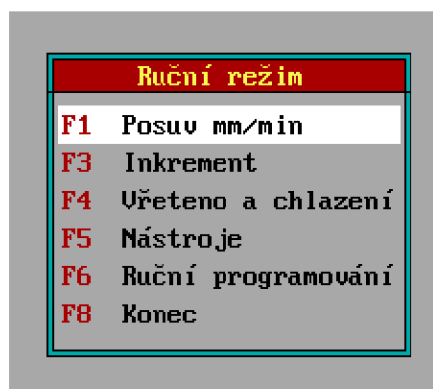 Ruční režim
F1 Posuv mm/min
F3 Inkrement
F4 Vřeteno a chlazení
F5 Nástroje
F6 Ruční programování
F8 Konec